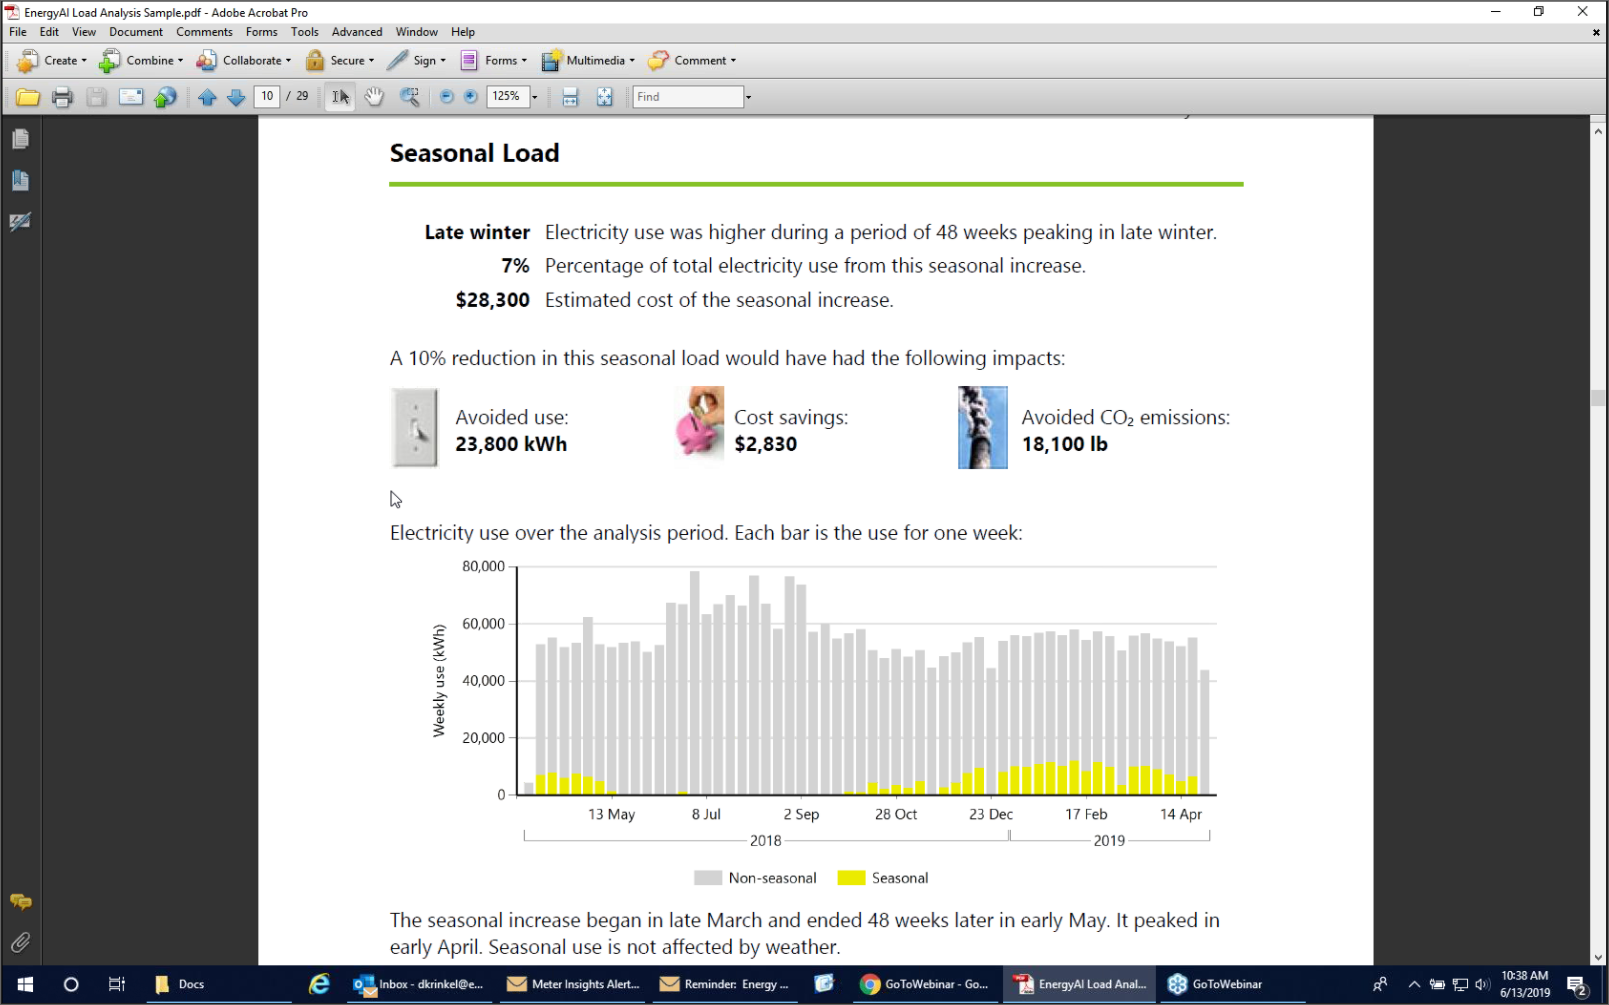 EnergyAI Load Analysis Sample.pdf - Adobe Acrobat Pro
File Edit View Document Comments Forms Tools Advanced Window Help
Create Combine Collaborate Secure Sign Forms Multimedia Comment
10 / 29 125% Find
Seasonal Load
Late winter Electricity use was higher during a period of 48 weeks peaking in late winter.
7% Percentage of total electricity use from this seasonal increase.
$28,300 Estimated cost of the seasonal increase.
A 10% reduction in this seasonal load would have had the following impacts:
Avoided use: Cost savings: Avoided CO₂ emissions:
23,800 kWh $2,830 18,100 lb
Electricity use over the analysis period. Each bar is the use for one week:
80,000
60,000
40,000
20,000
0
Weekly use (kWh)
13 May 8 Jul 2 Sep 28 Oct 23 Dec 17 Feb 14 Apr
2018 2019
Non-seasonal Seasonal
The seasonal increase began in late March and ended 48 weeks later in early May. It peaked in
early April. Seasonal use is not affected by weather.
Docs Inbox - dkrinkel@e... Meter Insights Alert... Reminder: Energy ... GoToWebinar - Go... EnergyAI Load Anal... GoToWebinar
10:38 AM
6/13/2019
2